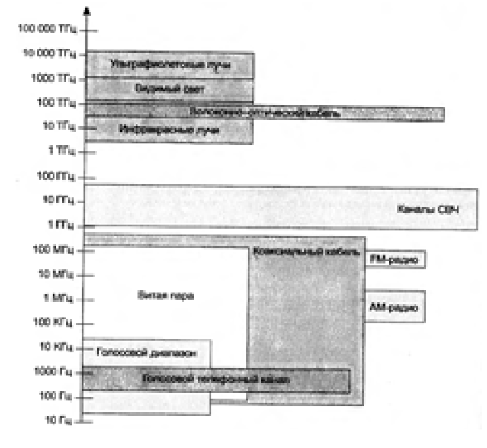 100 000 ТГц
10 000 ТГц
Ультрафиолетовые лучи
1000 ТГц
Видимый свет
100 ТГц
Волоконно-оптический кабель
10 ТГц
Инфракрасные лучи
1 ТГц
100 ГГц
10 ГГц
Каналы СВЧ
1 ГГц
100 МГц
Коаксиальный кабель
FM-радио
10 МГц
Витая пара
1 МГц
AM-радио
100 КГц
10 КГц
Голосовой диапазон
1000 Гц
Голосовой телефонный канал
100 Гц
10 Гц